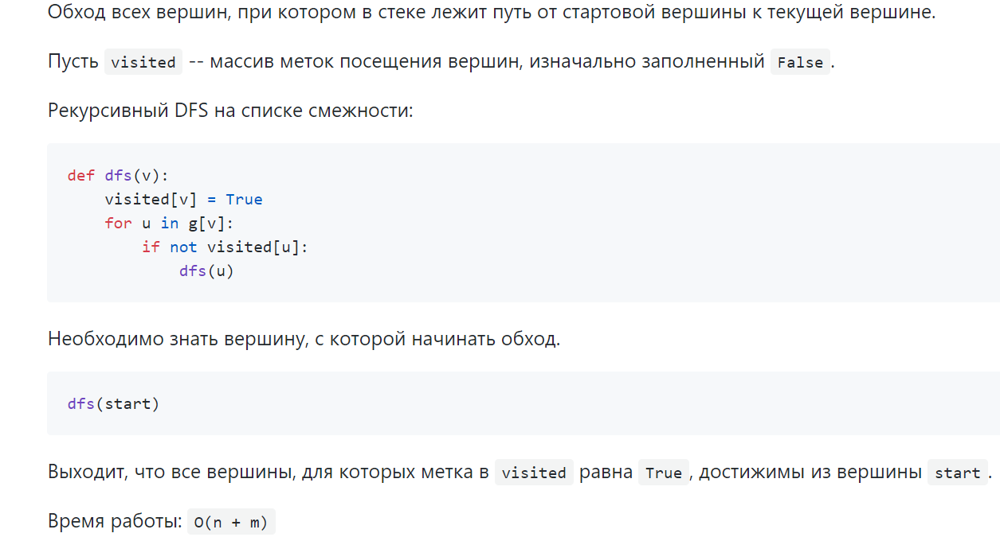 Обход всех вершин, при котором в стеке лежит путь от стартовой вершины к текущей вершине.
Пусть visited -- массив меток посещения вершин, изначально заполненный False.
Рекурсивный DFS на списке смежности:
def dfs(v):
    visited[v] = True
    for u in g[v]:
        if not visited[u]:
            dfs(u)
Необходимо знать вершину, с которой начинать обход.
dfs(start)
Выходит, что все вершины, для которых метка в visited равна True, достижимы из вершины start.
Время работы: O(n + m)